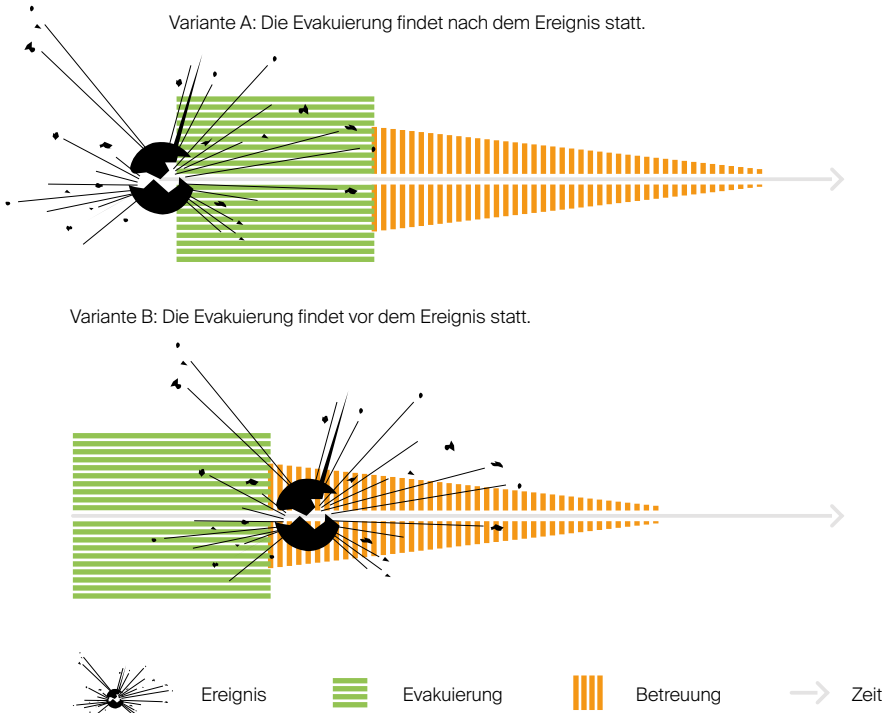 Variante A: Die Evakuierung findet nach dem Ereignis statt.
Variante B: Die Evakuierung findet vor dem Ereignis statt.
Ereignis
Evakuierung
Betreuung
Zeit